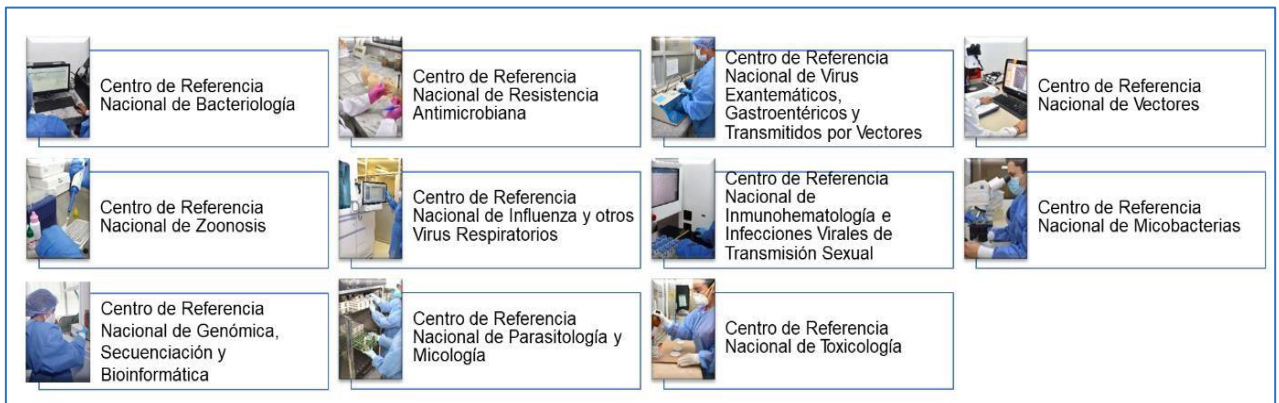 Centro de Referencia
Nacional de Bacteriología
Centro de Referencia
Nacional de Resistencia
Antimicrobiana
Centro de Referencia
Nacional de Virus
Exantemáticos,
Gastroentéricos y
Transmitidos por Vectores
Centro de Referencia
Nacional de Vectores
Centro de Referencia
Nacional de Zoonosis
Centro de Referencia
Nacional de Influenza y otros
Virus Respiratorios
Centro de Referencia
Nacional de
Inmunohematología e
Infecciones Virales de
Transmisión Sexual
Centro de Referencia
Nacional de Micobacterias
Centro de Referencia
Nacional de Genómica,
Secuenciación y
Bioinformática
Centro de Referencia
Nacional de Parasitología y
Micología
Centro de Referencia
Nacional de Toxicología